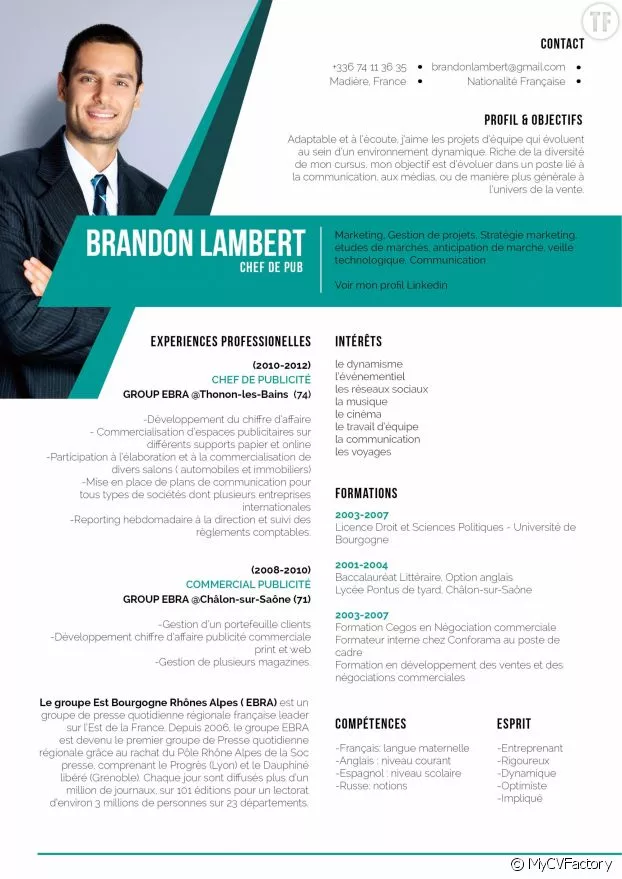 TF
CONTACT
+336 74 11 36 35 • brandonlambert@gmail.com •
Madière, France • Nationalité Française •
PROFIL & OBJECTIFS
Adaptable et à l'écoute, j'aime les projets d'équipe qui évoluent
au sein d'un environnement dynamique. Riche de la diversité
de mon cursus, mon objectif est d'évoluer dans un poste lié à
la communication, aux médias, ou de manière plus générale à
l'univers de la vente.
BRANDON LAMBERT
CHEF DE PUB
Marketing, Gestion de projets, Stratégie marketing,
études de marchés, anticipation de marché, veille
technologique, Communication
Voir mon profil Linkedin
EXPERIENCES PROFESSIONELLES
(2010-2012)
CHEF DE PUBLICITÉ
GROUP EBRA @Thonon-les-Bains (74)
-Développement du chiffre d'affaire
- Commercialisation d'espaces publicitaires sur
différents supports papier et online
-Participation à l'élaboration et à la commercialisation de
divers salons ( automobiles et immobiliers)
-Mise en place de plans de communication pour
tous types de sociétés dont plusieurs entreprises
internationales
-Reporting hebdomadaire à la direction et suivi des
règlements comptables.
(2008-2010)
COMMERCIAL PUBLICITÉ
GROUP EBRA @Châlon-sur-Saône (71)
-Gestion d'un portefeuille clients
-Développement chiffre d'affaire publicité commerciale
print et web
-Gestion de plusieurs magazines.
Le groupe Est Bourgogne Rhônes Alpes ( EBRA) est un
groupe de presse quotidienne régionale française leader
sur l'Est de la France. Depuis 2006, le groupe EBRA
est devenu le premier groupe de Presse quotidienne
régionale grâce au rachat du Pôle Rhône Alpes de la Soc
presse, comprenant le Progrès (Lyon) et le Dauphiné
libéré (Grenoble). Chaque jour sont diffusés plus d'un
million de journaux, sur 101 éditions pour un lectorat
d'environ 3 millions de personnes sur 23 départements.
INTÉRÊTS
le dynamisme
l'évènementiel
les réseaux sociaux
la musique
le cinéma
le travail d'équipe
la communication
les voyages
FORMATIONS
2003-2007
Licence Droit et Sciences Politiques - Université de
Bourgogne
2001-2004
Baccalauréat Littéraire, Option anglais
Lycée Pontus de tyard, Châlon-sur-Saône
2003-2007
Formation Cegos en Négociation commerciale
Formateur interne chez Conforama au poste de
cadre
Formation en développement des ventes et des
négociations commerciales
COMPÉTENCES
-Français: langue maternelle
-Anglais : niveau courant
-Espagnol : niveau scolaire
-Russe: notions
ESPRIT
-Entreprenant
-Rigoureux
-Dynamique
-Optimiste
-Impliqué
© MyCVFactory